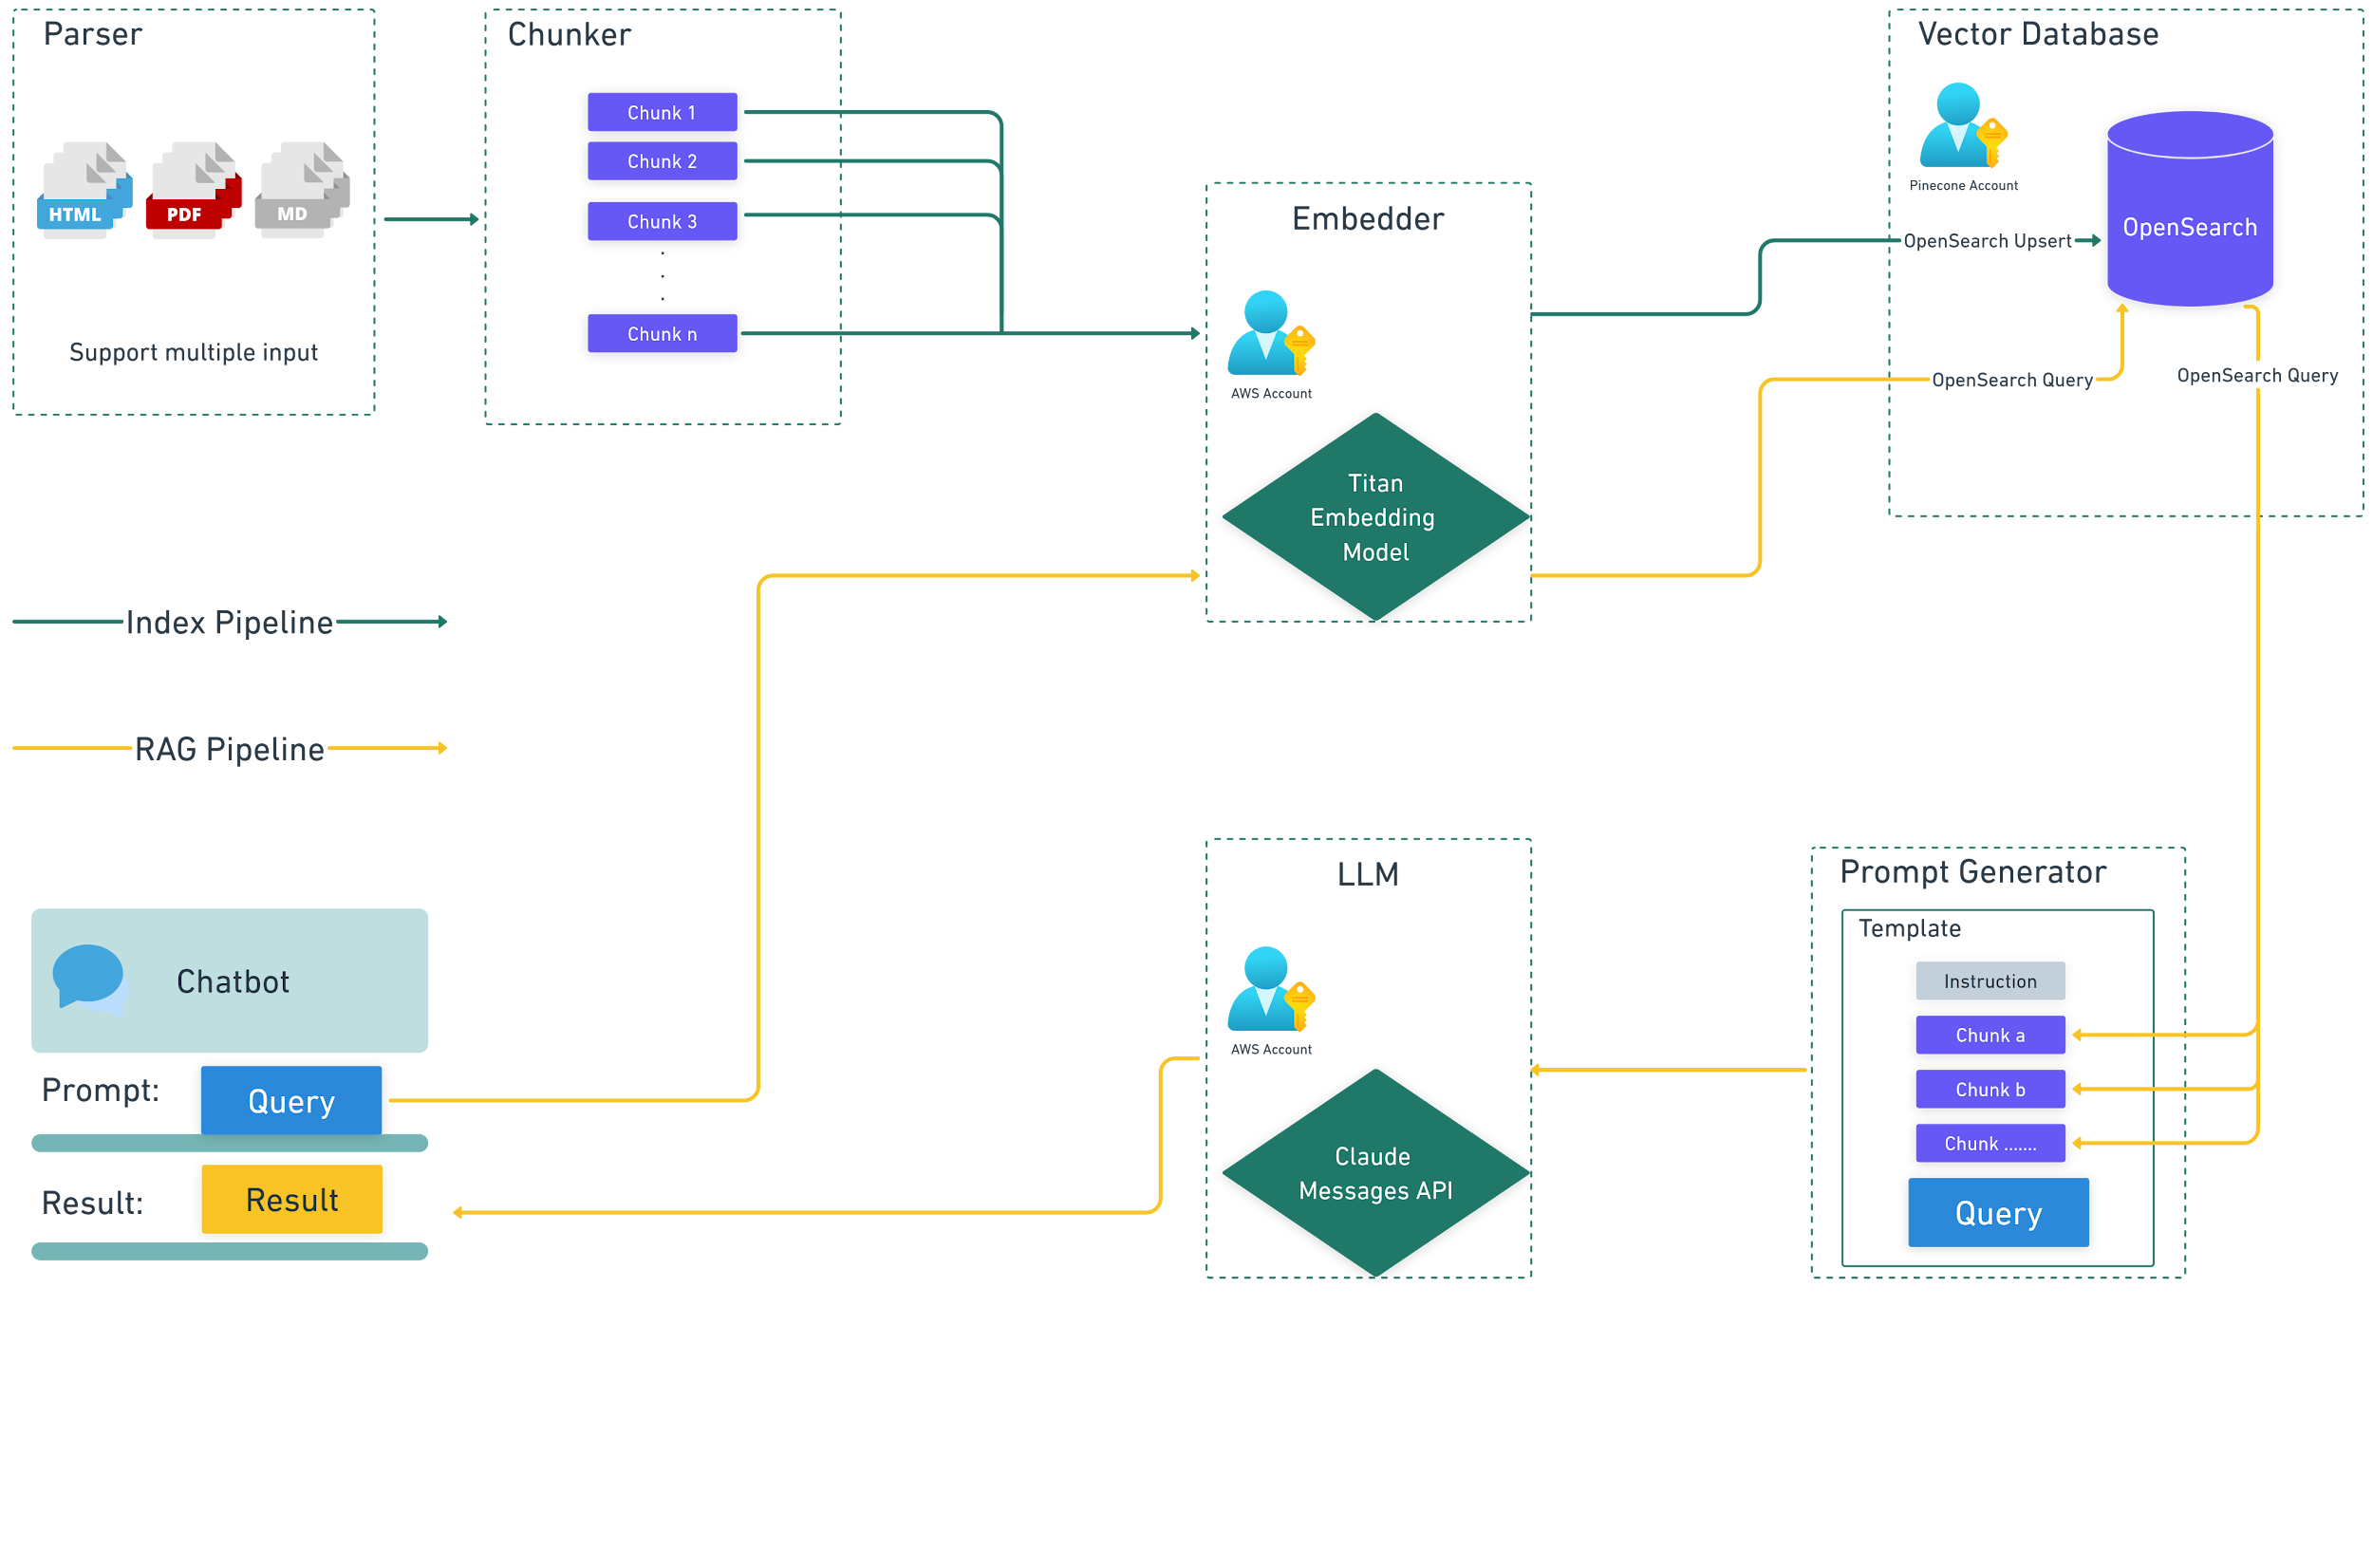 Parser
HTML
PDF
MD
Support multiple input
Chunker
Chunk 1
Chunk 2
Chunk 3
.
.
.
Chunk n
Embedder
AWS Account
Titan
Embedding
Model
Vector Database
Pinecone Account
OpenSearch
OpenSearch Upsert
OpenSearch Query
OpenSearch Query
Index Pipeline
RAG Pipeline
Chatbot
Prompt:
Query
Result:
Result
LLM
AWS Account
Claude
Messages API
Prompt Generator
Template
Instruction
Chunk a
Chunk b
Chunk .......
Query